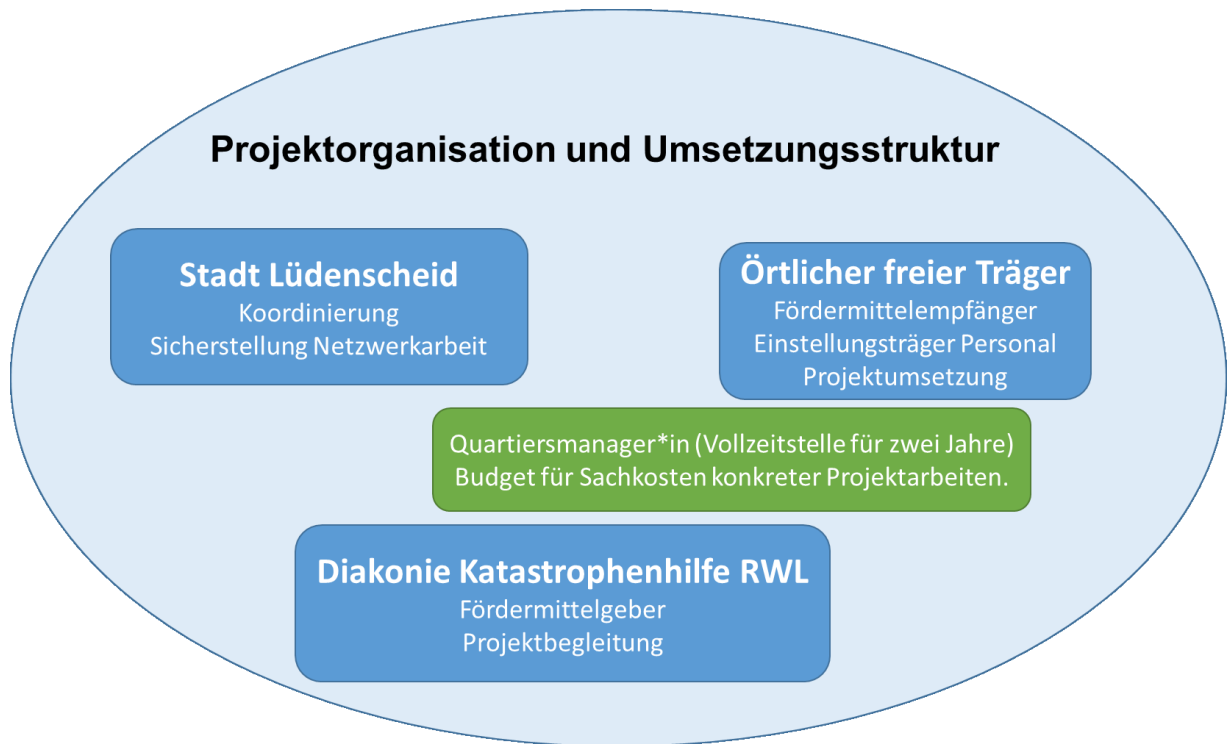 Projektorganisation und Umsetzungsstruktur
Stadt Lüdenscheid
Koordinierung
Sicherstellung Netzwerkarbeit
Örtlicher freier Träger
Fördermittelempfänger
Einstellungsträger Personal
Projektumsetzung
Quartiersmanager*in (Vollzeitstelle für zwei Jahre)
Budget für Sachkosten konkreter Projektarbeiten.
Diakonie Katastrophenhilfe RWL
Fördermittelgeber
Projektbegleitung